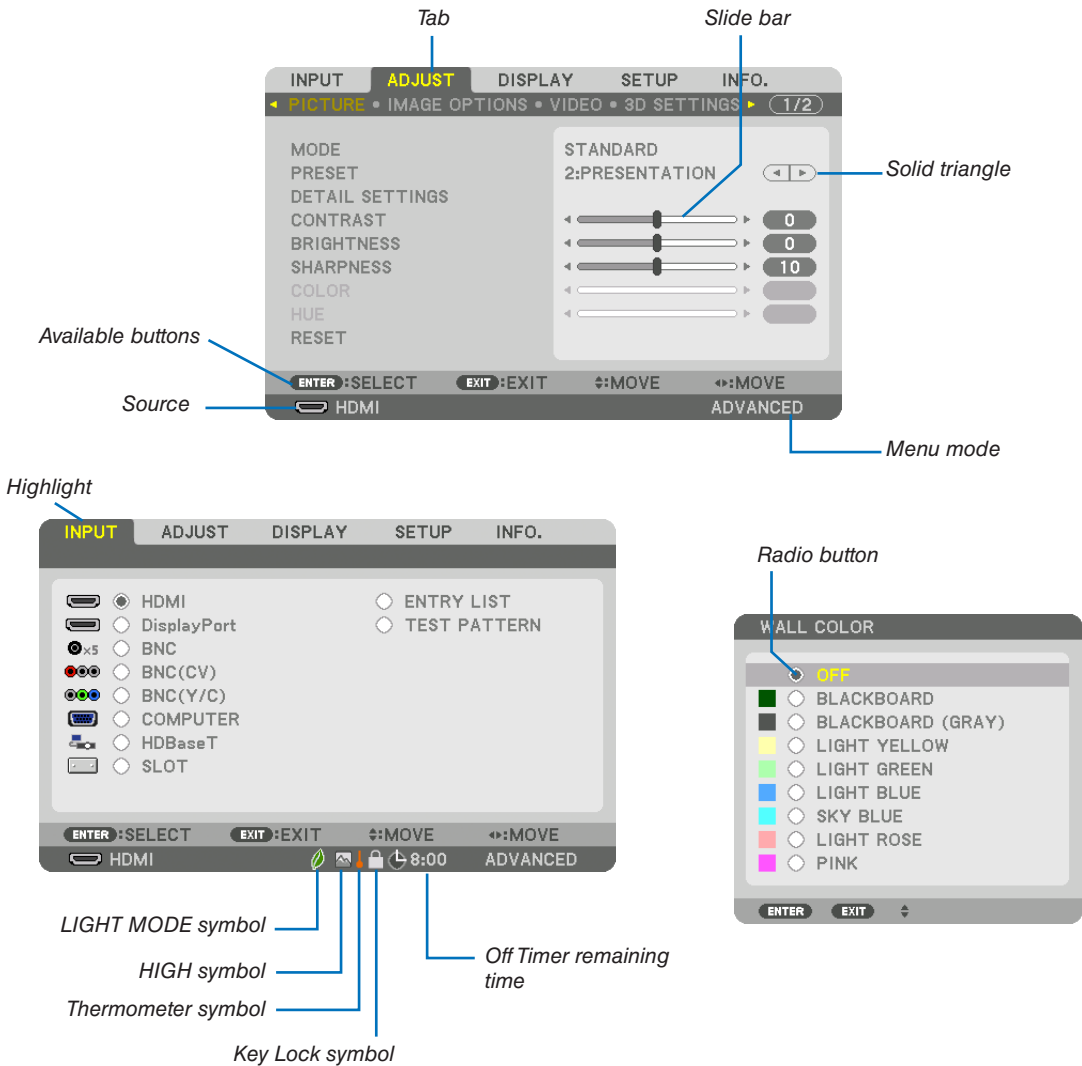 Tab
Slide bar
INPUT ADJUST DISPLAY SETUP INFO.
PICTURE • IMAGE OPTIONS • VIDEO • 3D SETTINGS 1/2
MODE STANDARD
PRESET 2:PRESENTATION
Solid triangle
DETAIL SETTINGS
CONTRAST 0
BRIGHTNESS 0
SHARPNESS 10
COLOR
HUE
RESET
Available buttons
ENTER:SELECT EXIT:EXIT :MOVE :MOVE
Source
HDMI ADVANCED
Menu mode
Highlight
INPUT ADJUST DISPLAY SETUP INFO.
HDMI ENTRY LIST
DisplayPort TEST PATTERN
×5 BNC
BNC(CV)
BNC(Y/C)
COMPUTER
HDBaseT
SLOT
ENTER:SELECT EXIT:EXIT :MOVE :MOVE
HDMI 8:00 ADVANCED
LIGHT MODE symbol
HIGH symbol
Thermometer symbol
Key Lock symbol
Off Timer remaining
time
Radio button
WALL COLOR
OFF
BLACKBOARD
BLACKBOARD (GRAY)
LIGHT YELLOW
LIGHT GREEN
LIGHT BLUE
SKY BLUE
LIGHT ROSE
PINK
ENTER EXIT